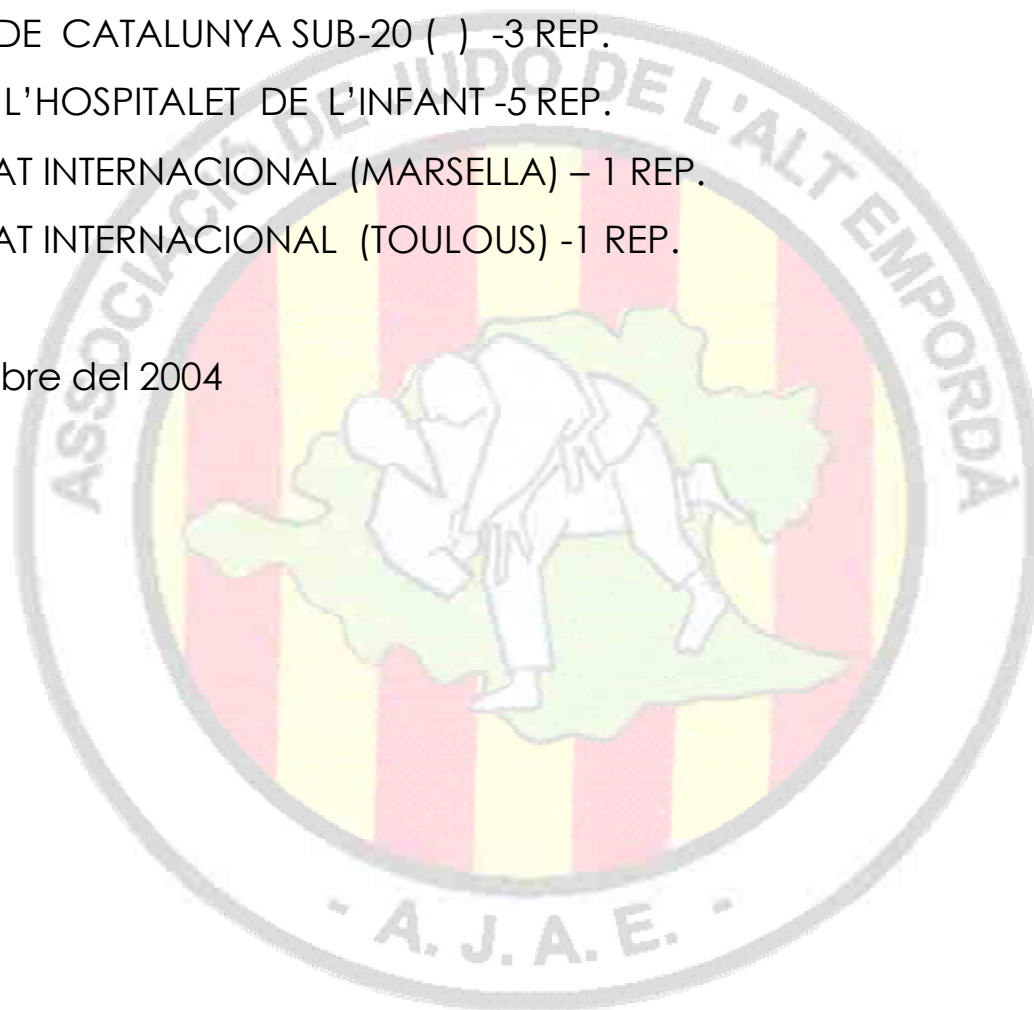 DE CATALUNYA SUB-20 ( ) -3 REP.
L’HOSPITALET DE L’INFANT -5 REP.
AT INTERNACIONAL (MARSELLA) – 1 REP.
AT INTERNACIONAL (TOULOUS) -1 REP.
bre del 2004
ASSOCIACIÓ DE JUDO DE L'ALT EMPORDÀ
- A. J. A. E. -